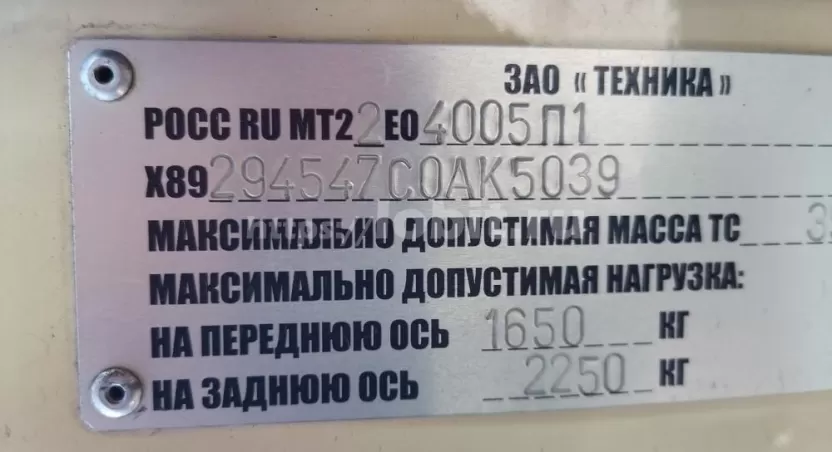 ЗАО « ТЕХНИКА »
РОСС RU МТ22Е04005П1
Х89294547С0АК5039
МАКСИМАЛЬНО ДОПУСТИМАЯ МАССА ТС 3
МАКСИМАЛЬНО ДОПУСТИМАЯ НАГРУЗКА:
НА ПЕРЕДНЮЮ ОСЬ 1650 КГ
НА ЗАДНЮЮ ОСЬ 2250 КГ